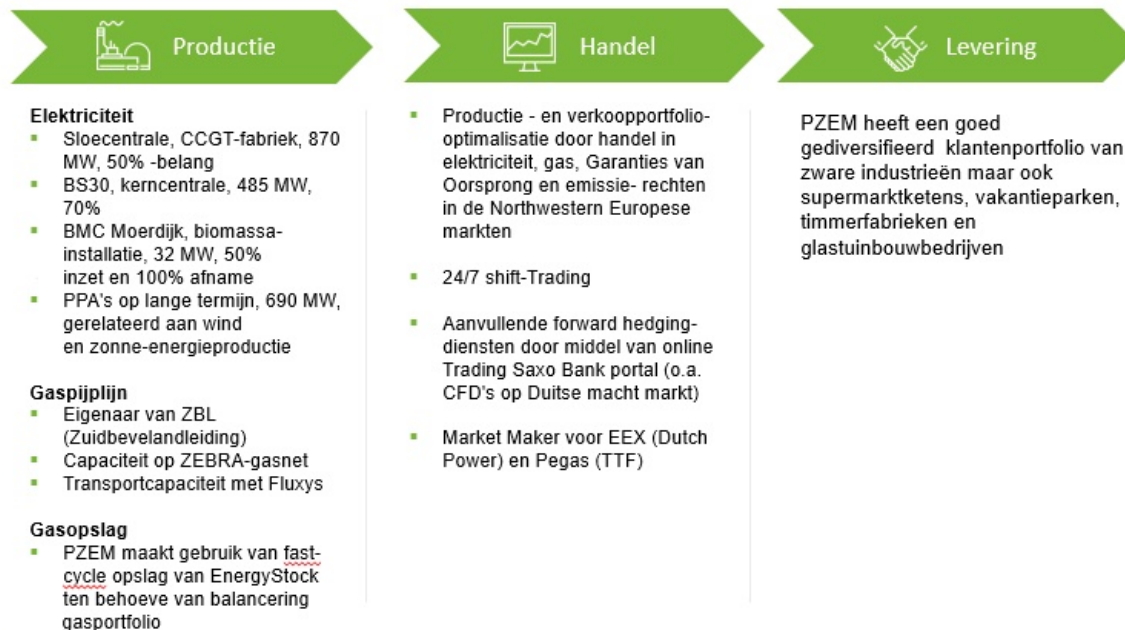 Productie
Elektriciteit
▪ Sloecentrale, CCGT-fabriek, 870
MW, 50% -belang
▪ BS30, kerncentrale, 485 MW,
70%
▪ BMC Moerdijk, biomassa-
installatie, 32 MW, 50%
inzet en 100% afname
▪ PPA's op lange termijn, 690 MW,
gerelateerd aan wind
en zonne-energieproductie
Gaspijplijn
▪ Eigenaar van ZBL
(Zuidbevelandleiding)
▪ Capaciteit op ZEBRA-gasnet
▪ Transportcapaciteit met Fluxys
Gasopslag
▪ PZEM maakt gebruik van fast-
cycle opslag van EnergyStock
ten behoeve van balancering
gasportfolio
Handel
▪ Productie - en verkoopportfolio-
optimalisatie door handel in
elektriciteit, gas, Garanties van
Oorsprong en emissie- rechten
in de Northwestern Europese
markten
▪ 24/7 shift-Trading
▪ Aanvullende forward hedging-
diensten door middel van online
Trading Saxo Bank portal (o.a.
CFD's op Duitse macht markt)
▪ Market Maker voor EEX (Dutch
Power) en Pegas (TTF)
Levering
PZEM heeft een goed
gediversifieerd klantenportfolio van
zware industrieën maar ook
supermarktketens, vakantieparken,
timmerfabrieken en
glastuinbouwbedrijven